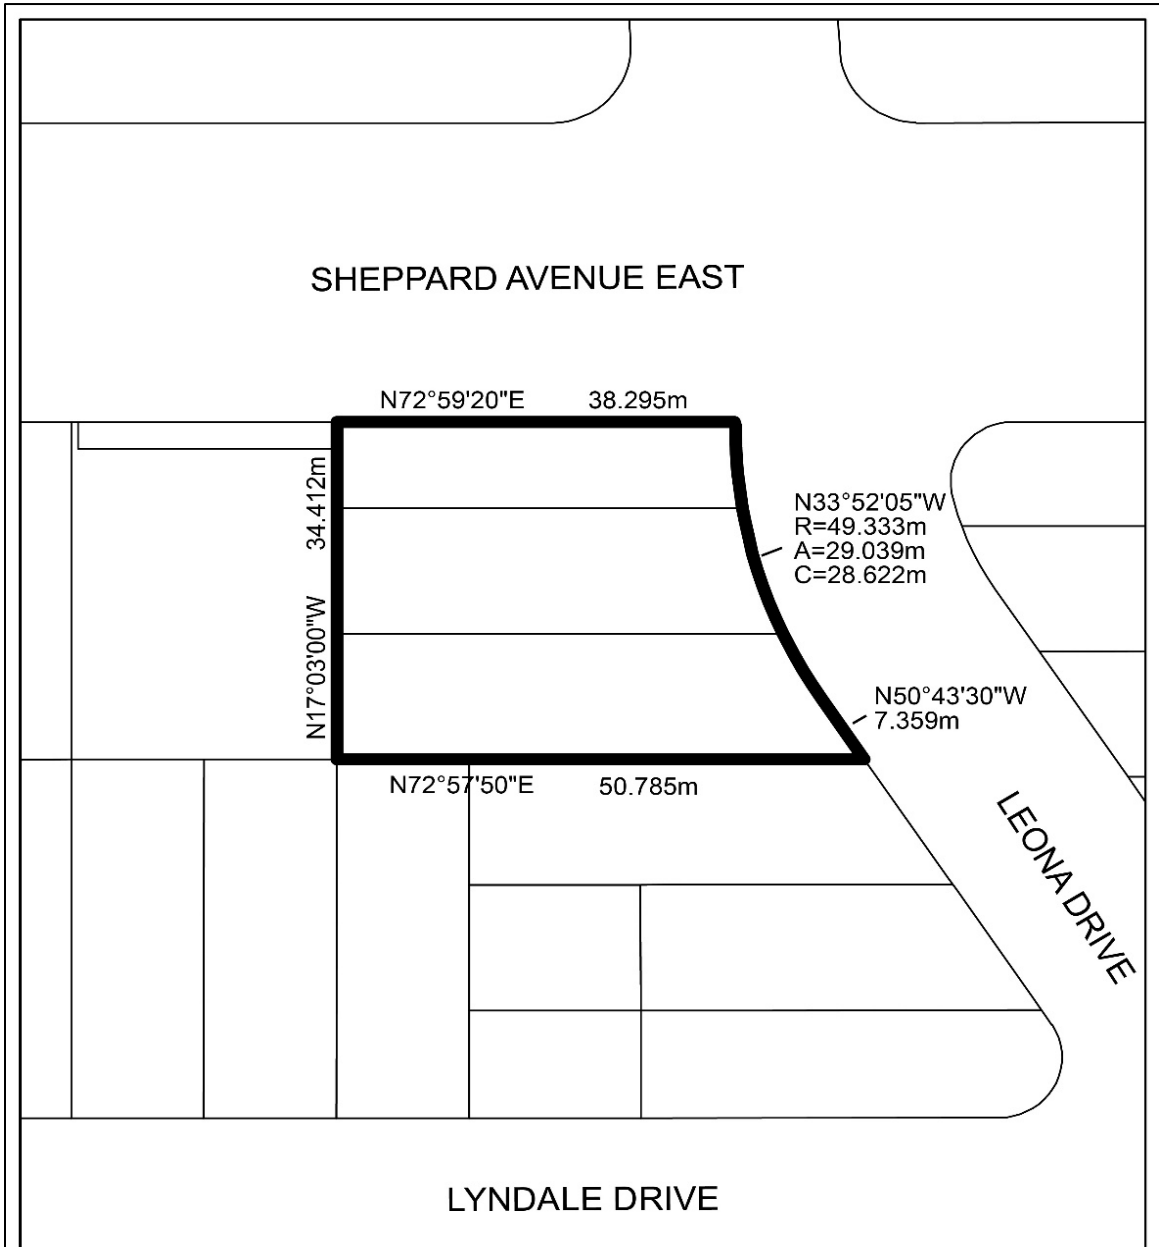 SHEPPARD AVENUE EAST
N72°59'20"E 38.295m
34.412m
N17°03'00"W
N33°52'05"W
R=49.333m
A=29.039m
C=28.622m
N50°43'30"W
7.359m
N72°57'50"E 50.785m
LEONA DRIVE
LYNDALE DRIVE